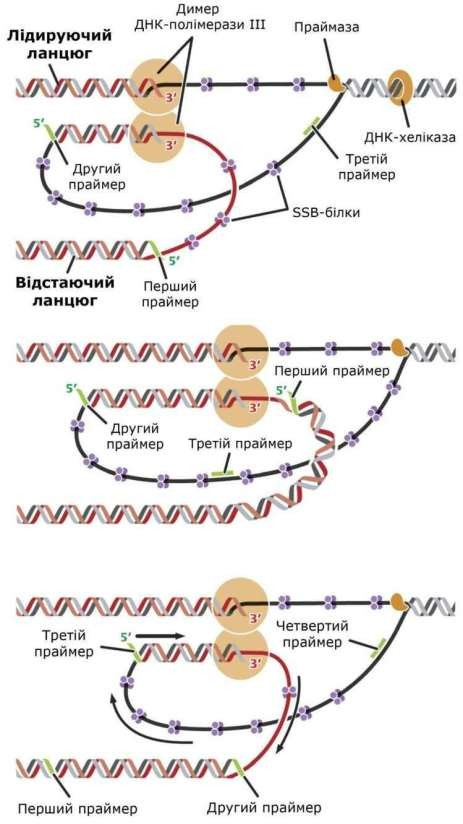 Димер
ДНК-полімерази III
Лідируючий
ланцюг
Праймаза
3'
5'
3'
ДНК-хеліказа
Другий
праймер
Третій
праймер
SSB-білки
5'
Відстаючий
ланцюг
Перший
праймер
3'
Перший праймер
5'
5'
3'
Другий
праймер
Третій праймер
3'
Третій
праймер
5'
Четвертий
праймер
3'
Перший праймер
Другий праймер